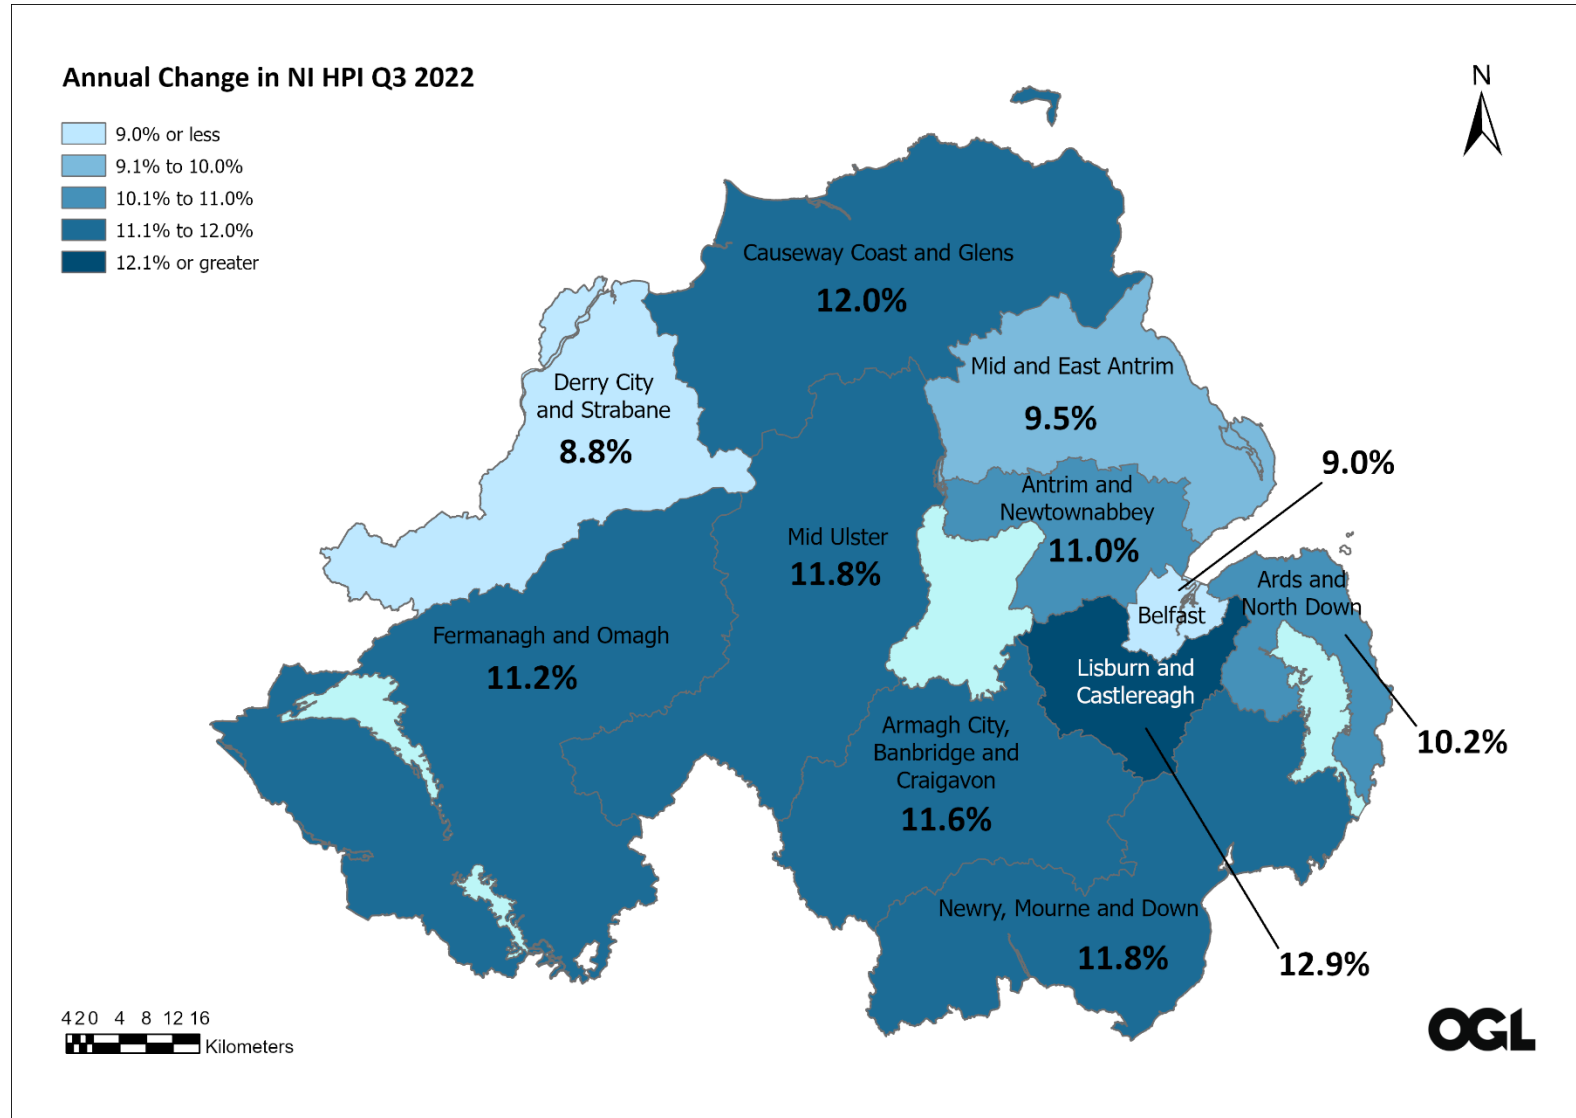 Annual Change in NI HPI Q3 2022
9.0% or less
9.1% to 10.0%
10.1% to 11.0%
11.1% to 12.0%
12.1% or greater
N
Causeway Coast and Glens
12.0%
Derry City
and Strabane
8.8%
Mid and East Antrim
9.5%
9.0%
Antrim and
Newtownabbey
11.0%
Mid Ulster
11.8%
Ards and
North Down
Belfast
Fermanagh and Omagh
11.2%
Lisburn and
Castlereagh
10.2%
Armagh City,
Banbridge and
Craigavon
11.6%
Newry, Mourne and Down
11.8%
12.9%
4 2 0 4 8 12 16
Kilometers
OGL